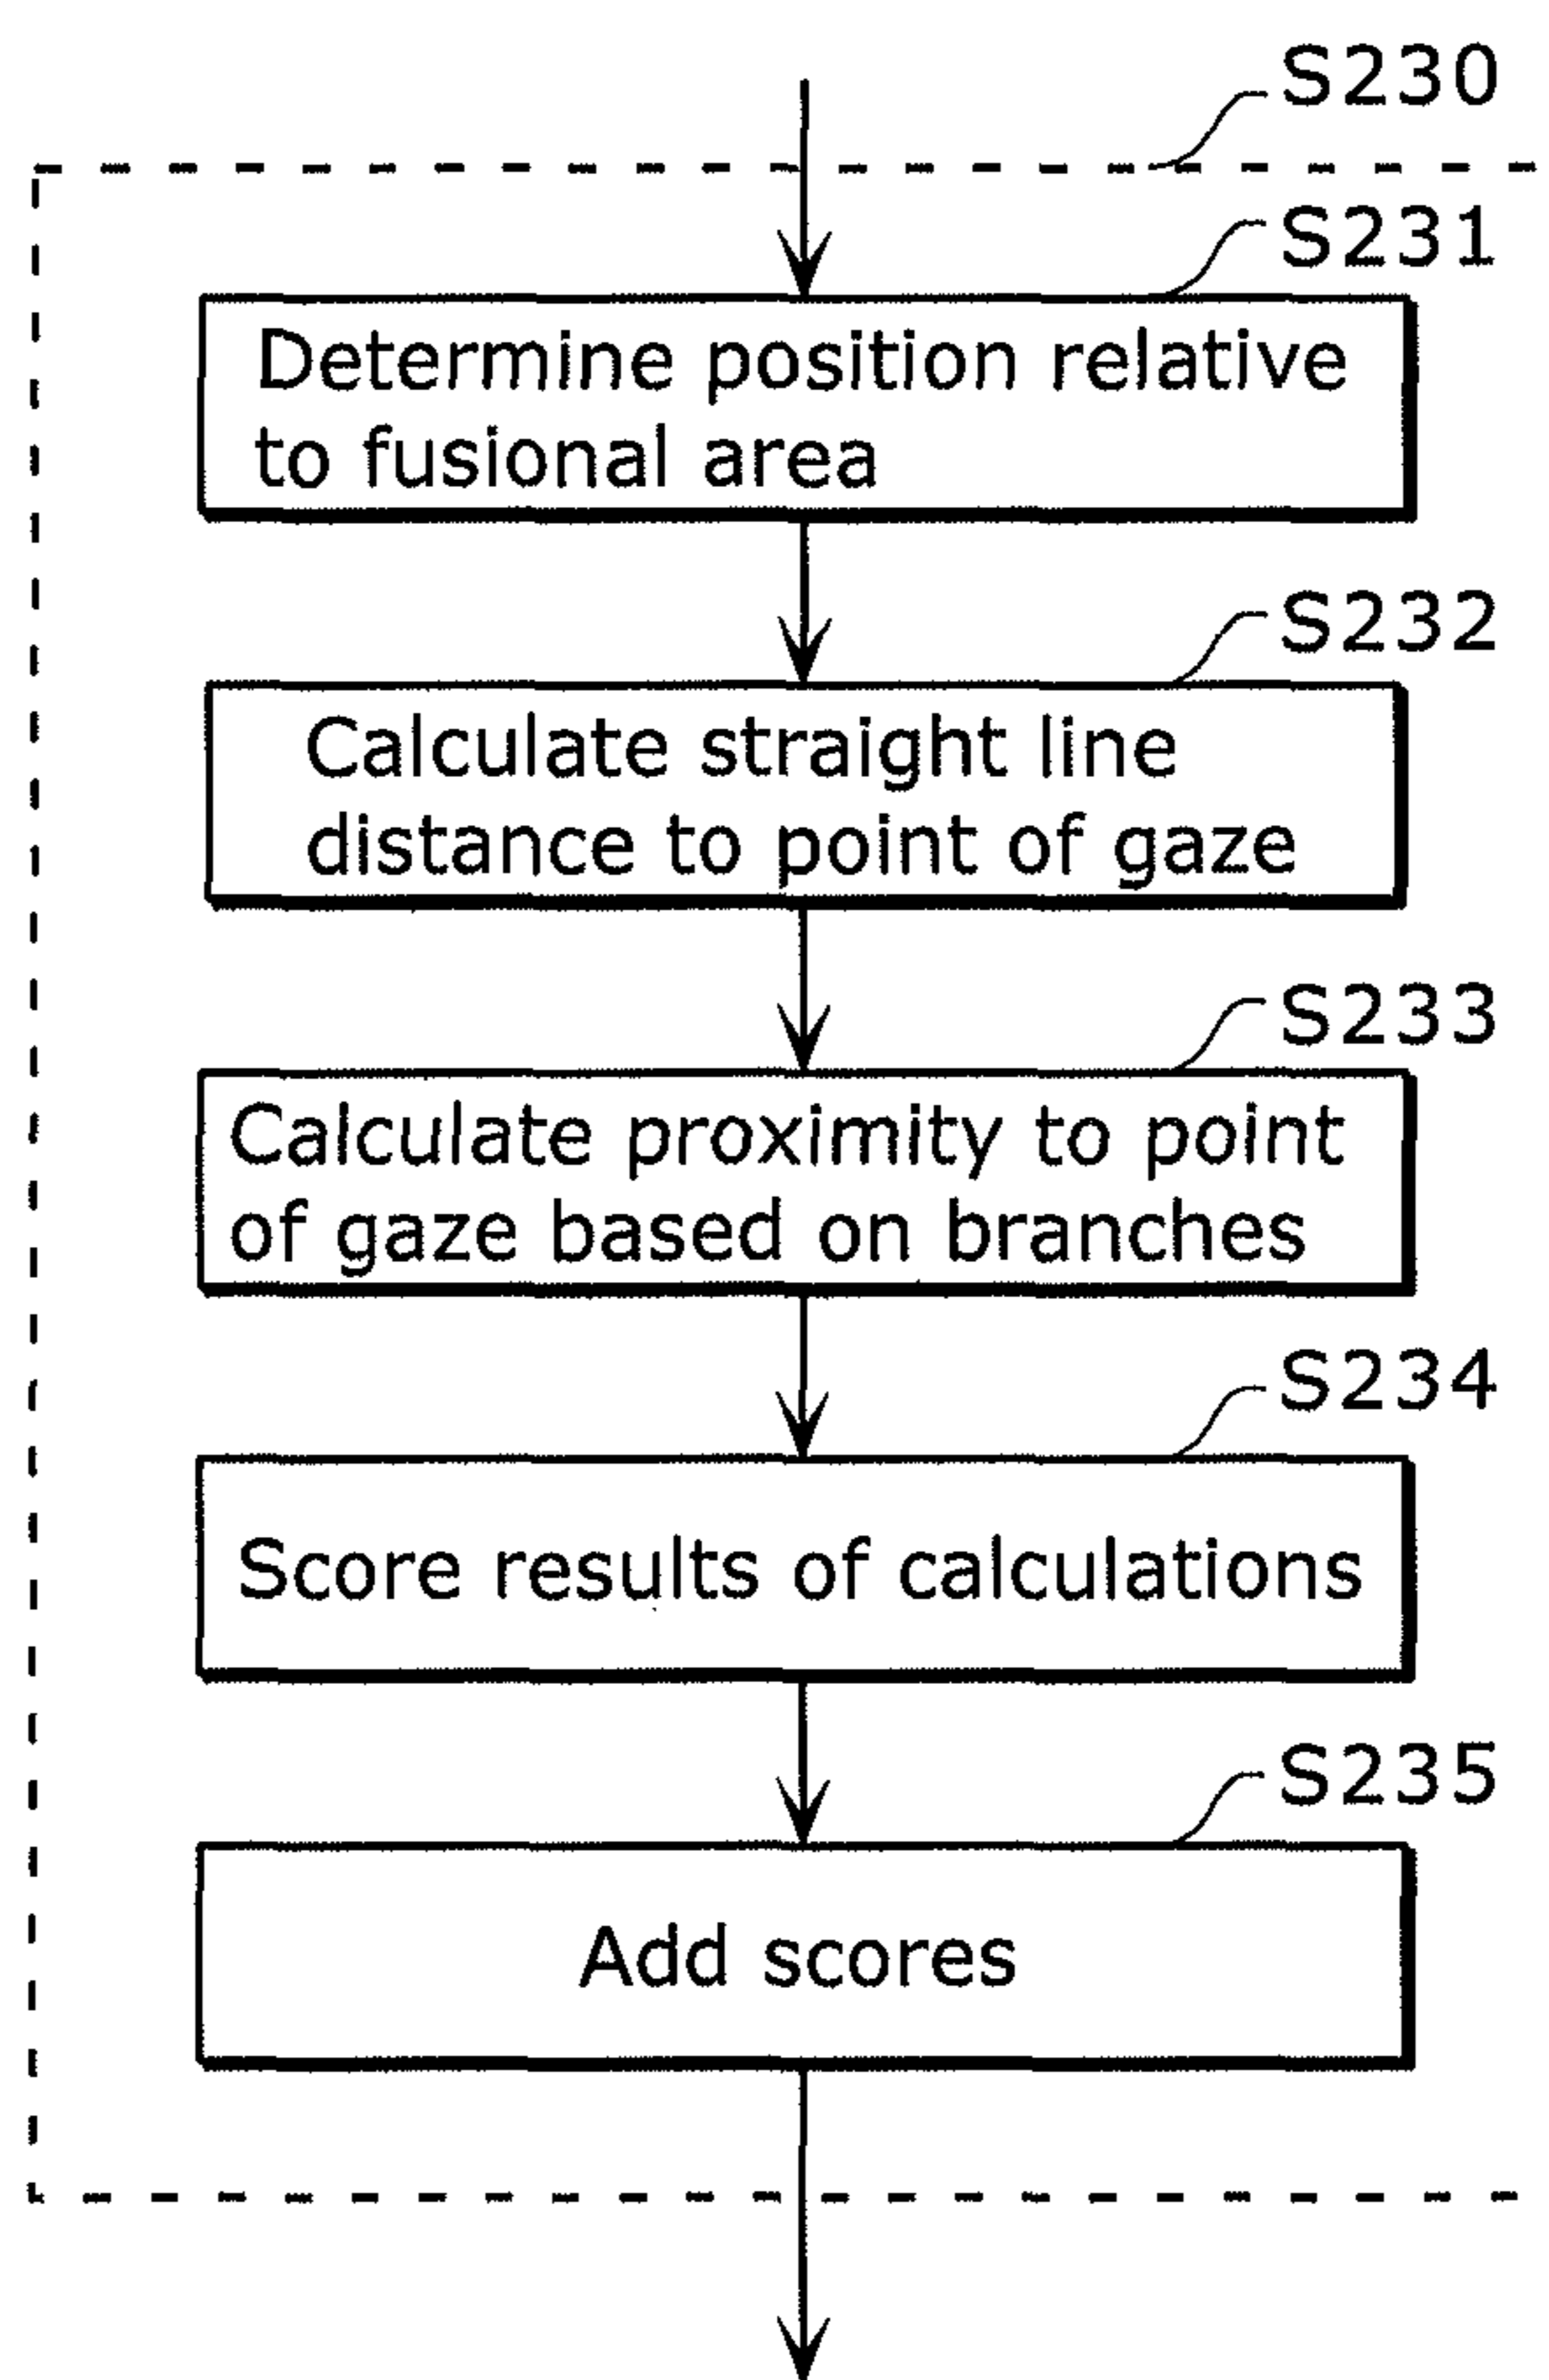 S230
S231
Determine position relative
to fusional area
S232
Calculate straight line
distance to point of gaze
S233
Calculate proximity to point
of gaze based on branches
S234
Score results of calculations
S235
Add scores